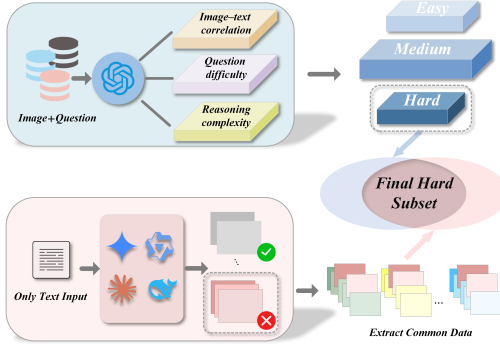 Image+Question
Image–text
correlation
Question
difficulty
Reasoning
complexity
Easy
Medium
Hard
Final Hard
Subset
Only Text Input
...
...
Extract Common Data